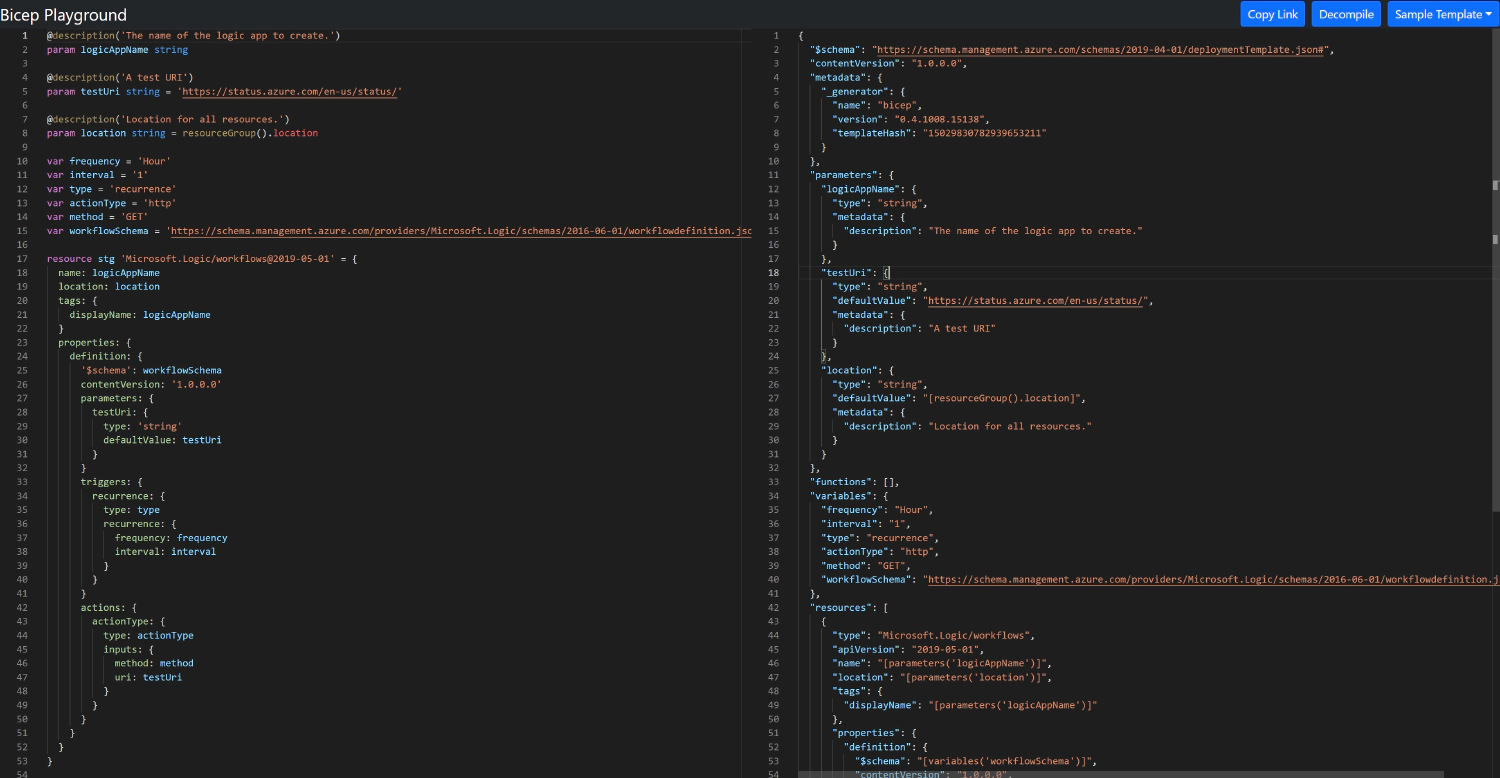 Bicep Playground
Copy Link
Decompile
Sample Template
1 @description('The name of the logic app to create.')
2 param logicAppName string
3
4 @description('A test URI')
5 param testUri string = 'https://status.azure.com/en-us/status/'
6
7 @description('Location for all resources.')
8 param location string = resourceGroup().location
9
10 var frequency = 'Hour'
11 var interval = '1'
12 var type = 'recurrence'
13 var actionType = 'http'
14 var method = 'GET'
15 var workflowSchema = 'https://schema.management.azure.com/providers/Microsoft.Logic/schemas/2016-06-01/workflowdefinition.jsc
16
17 resource stg 'Microsoft.Logic/workflows@2019-05-01' = {
18 name: logicAppName
19 location: location
20 tags: {
21 displayName: logicAppName
22 }
23 properties: {
24 definition: {
25 '$schema': workflowSchema
26 contentVersion: '1.0.0.0'
27 parameters: {
28 testUri: {
29 type: 'string'
30 defaultValue: testUri
31 }
32 }
33 triggers: {
34 recurrence: {
35 type: type
36 recurrence: {
37 frequency: frequency
38 interval: interval
39 }
40 }
41 }
42 actions: {
43 actionType: {
44 type: actionType
45 inputs: {
46 method: method
47 uri: testUri
48 }
49 }
50 }
51 }
52 }
53 }
54
1 {
2 "$schema": "https://schema.management.azure.com/schemas/2019-04-01/deploymentTemplate.json#",
3 "contentVersion": "1.0.0.0",
4 "metadata": {
5 "_generator": {
6 "name": "bicep",
7 "version": "0.4.1008.15138",
8 "templateHash": "15029830782939653211"
9 }
10 },
11 "parameters": {
12 "logicAppName": {
13 "type": "string",
14 "metadata": {
15 "description": "The name of the logic app to create."
16 }
17 },
18 "testUri": {
19 "type": "string",
20 "defaultValue": "https://status.azure.com/en-us/status/",
21 "metadata": {
22 "description": "A test URI"
23 }
24 },
25 "location": {
26 "type": "string",
27 "defaultValue": "[resourceGroup().location]",
28 "metadata": {
29 "description": "Location for all resources."
30 }
31 }
32 },
33 "functions": [],
34 "variables": {
35 "frequency": "Hour",
36 "interval": "1",
37 "type": "recurrence",
38 "actionType": "http",
39 "method": "GET",
40 "workflowSchema": "https://schema.management.azure.com/providers/Microsoft.Logic/schemas/2016-06-01/workflowdefinition.j
41 },
42 "resources": [
43 {
44 "type": "Microsoft.Logic/workflows",
45 "apiVersion": "2019-05-01",
46 "name": "[parameters('logicAppName')]",
47 "location": "[parameters('location')]",
48 "tags": {
49 "displayName": "[parameters('logicAppName')]"
50 },
51 "properties": {
52 "definition": {
53 "$schema": "[variables('workflowSchema')]",
54 "contentVersion": "1.0.0.0",